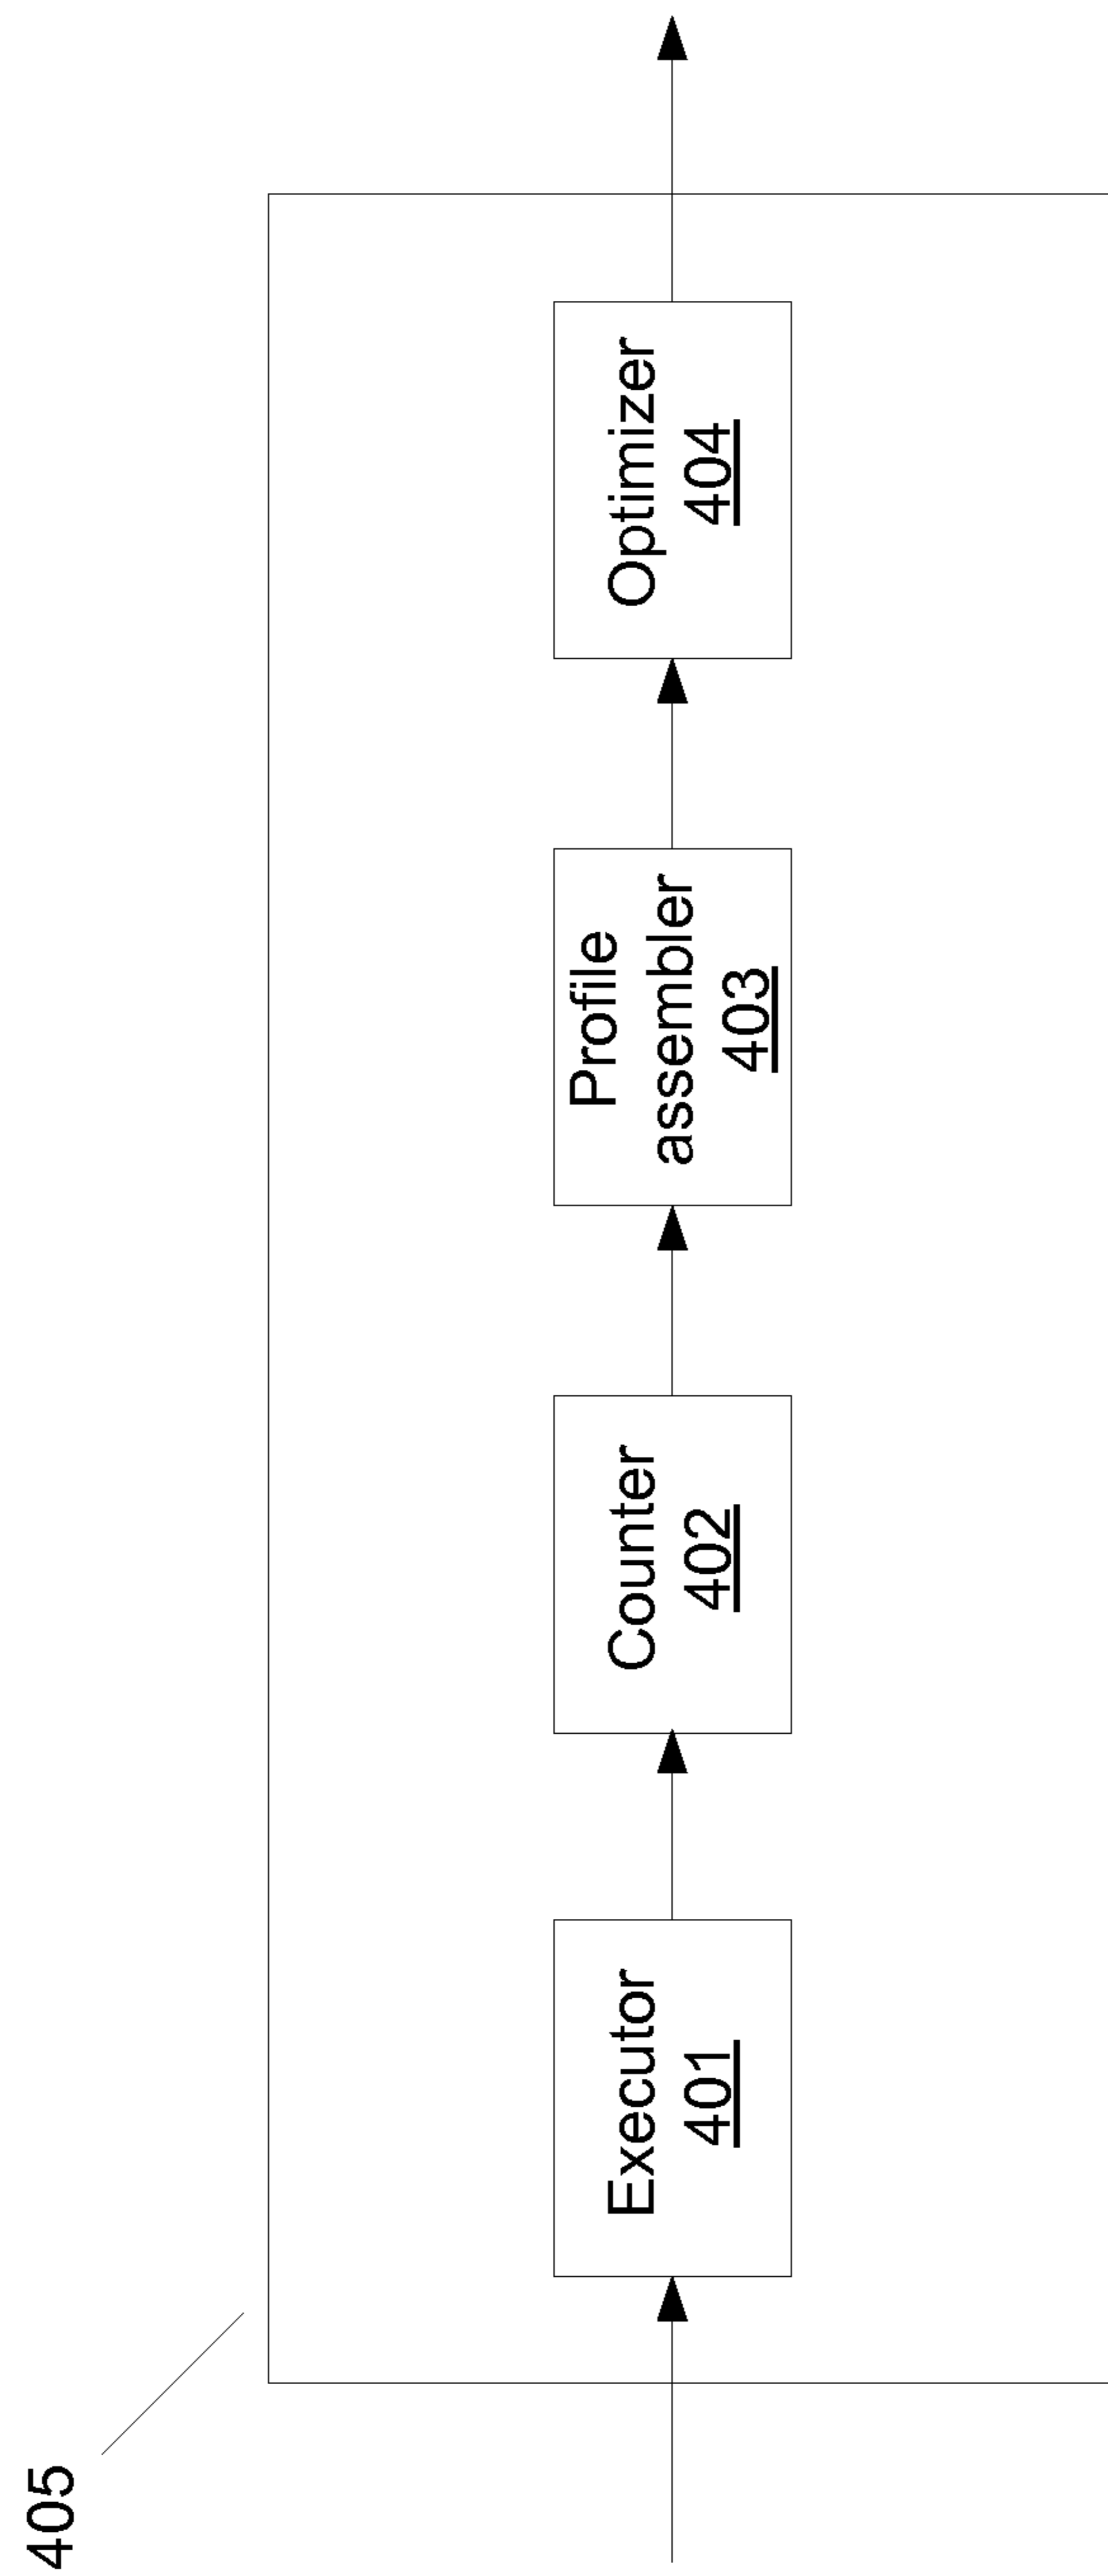 405
Executor
401
Counter
402
Profile
assembler
403
Optimizer
404